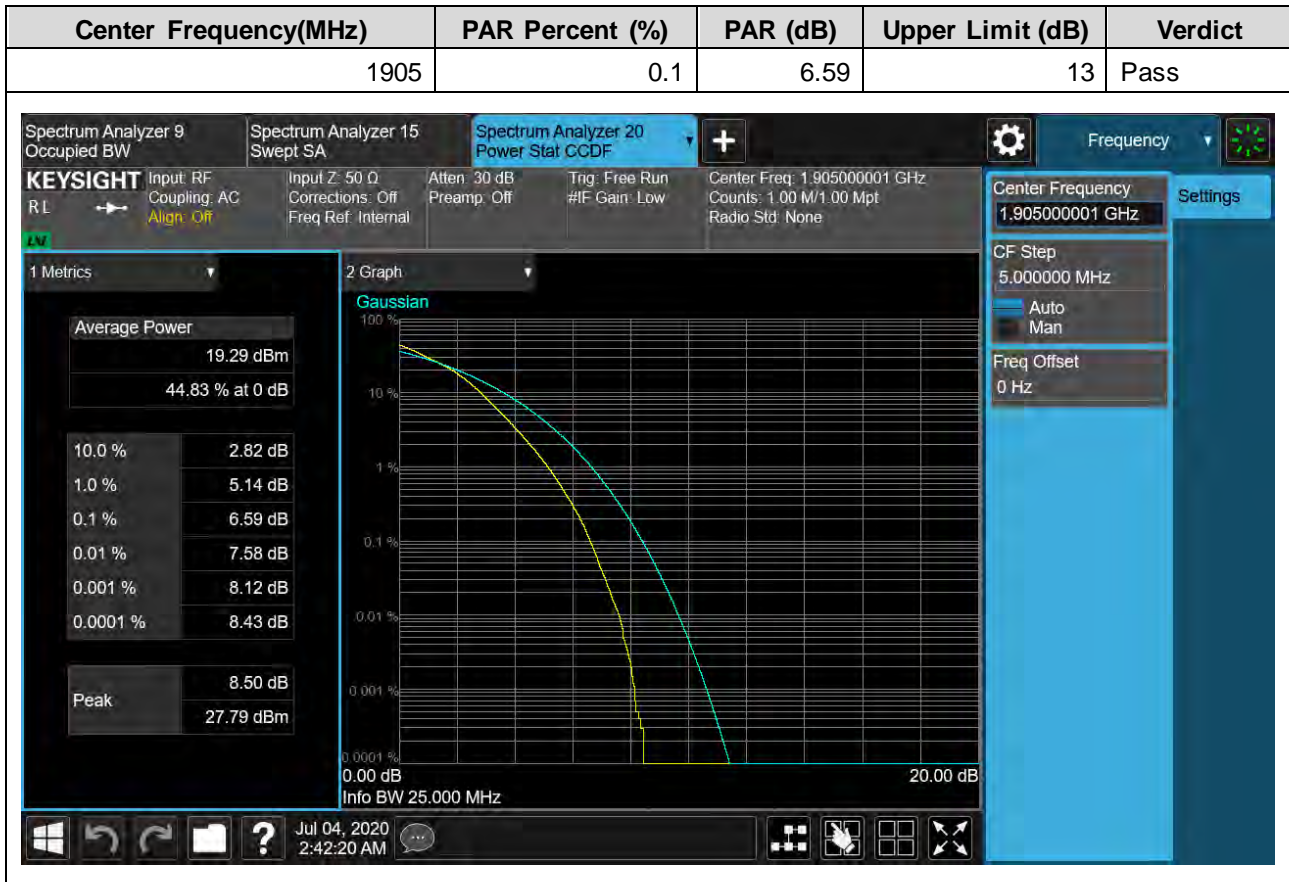 Center Frequency(MHz) PAR Percent (%) PAR (dB) Upper Limit (dB) Verdict
1905 0.1 6.59 13 Pass
Spectrum Analyzer 9
Occupied BW
Spectrum Analyzer 15
Swept SA
Spectrum Analyzer 20
Power Stat CCDF
Frequency
KEYSIGHT
RL
Input: RF
Coupling: AC
Align: Off
Input Z: 50 Ω
Corrections: Off
Freq Ref: Internal
Atten: 30 dB
Preamp: Off
Trig: Free Run
#IF Gain: Low
Center Freq: 1.905000001 GHz
Counts: 1.00 M/1.00 Mpt
Radio Std: None
LNI
Center Frequency
1.905000001 GHz
Settings
CF Step
5.000000 MHz
Auto
Man
Freq Offset
0 Hz
1 Metrics
Average Power
19.29 dBm
44.83 % at 0 dB
10.0 % 2.82 dB
1.0 % 5.14 dB
0.1 % 6.59 dB
0.01 % 7.58 dB
0.001 % 8.12 dB
0.0001 % 8.43 dB
Peak
8.50 dB
27.79 dBm
2 Graph
Gaussian
100 %
10 %
1 %
0.1 %
0.01 %
0.001 %
0.0001 %
0.00 dB 20.00 dB
Info BW 25.000 MHz
?
Jul 04, 2020
2:42:20 AM